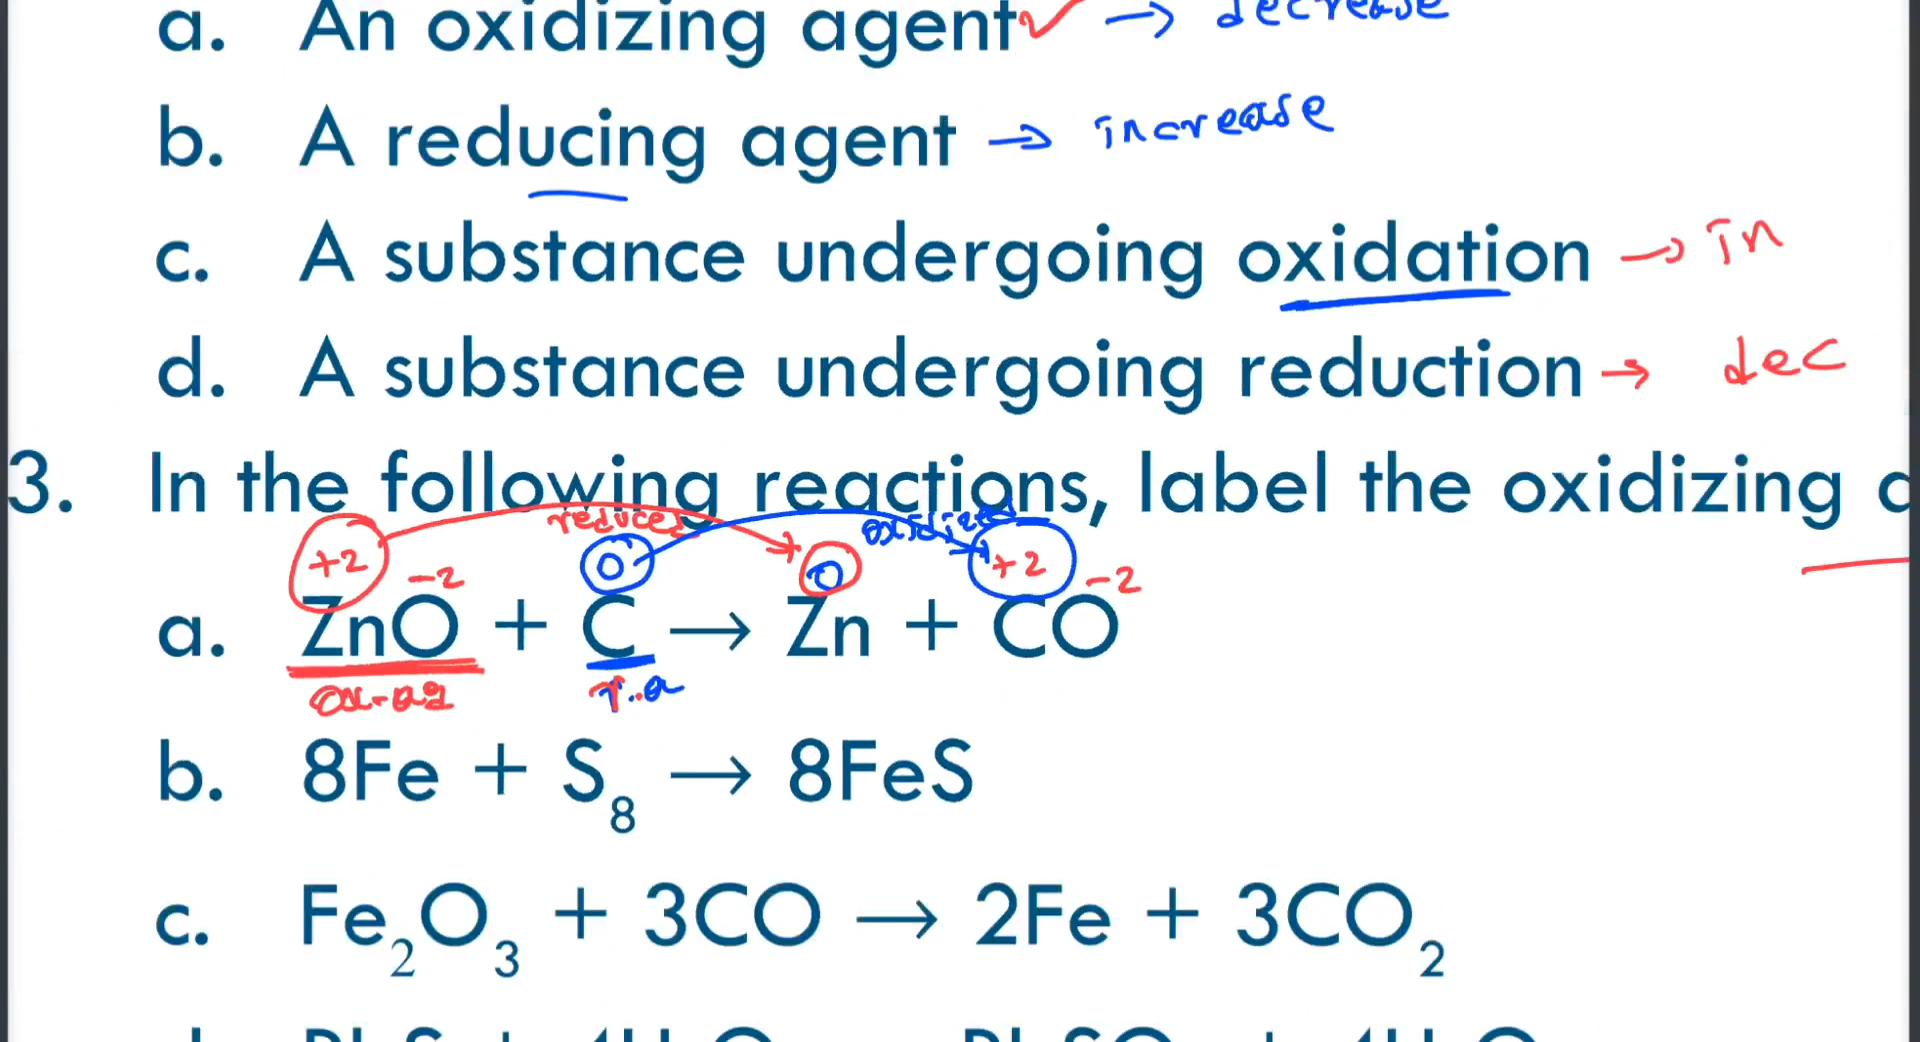 a. An oxidizing agent✓ → decrease
b. A reducing agent → increase
c. A substance undergoing oxidation → in
d. A substance undergoing reduction → dec
3. In the following reactions, label the oxidizing
reduced oxidized
+2 -2 0 0 +2 -2
a. ZnO + C → Zn + CO
ox-ag r.a
b. 8Fe + S₈ → 8FeS
c. Fe₂O₃ + 3CO → 2Fe + 3CO₂